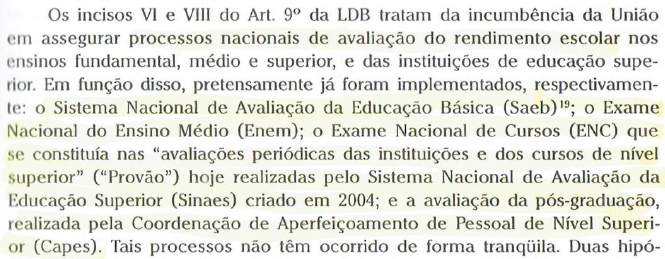 Os incisos VI e VIII do Art. 9º da LDB tratam da incumbência da União
em assegurar processos nacionais de avaliação do rendimento escolar nos
ensinos fundamental, médio e superior, e das instituições de educação supe-
rior. Em função disso, pretensamente já foram implementados, respectivamen-
te: o Sistema Nacional de Avaliação da Educação Básica (Saeb)¹⁹; o Exame
Nacional do Ensino Médio (Enem); o Exame Nacional de Cursos (ENC) que
se constituía nas “avaliações periódicas das instituições e dos cursos de nível
superior” (“Provão”) hoje realizadas pelo Sistema Nacional de Avaliação da
Educação Superior (Sinaes) criado em 2004; e a avaliação da pós-graduação,
realizada pela Coordenação de Aperfeiçoamento de Pessoal de Nível Superi-
or (Capes). Tais processos não têm ocorrido de forma tranqüila. Duas hipó-